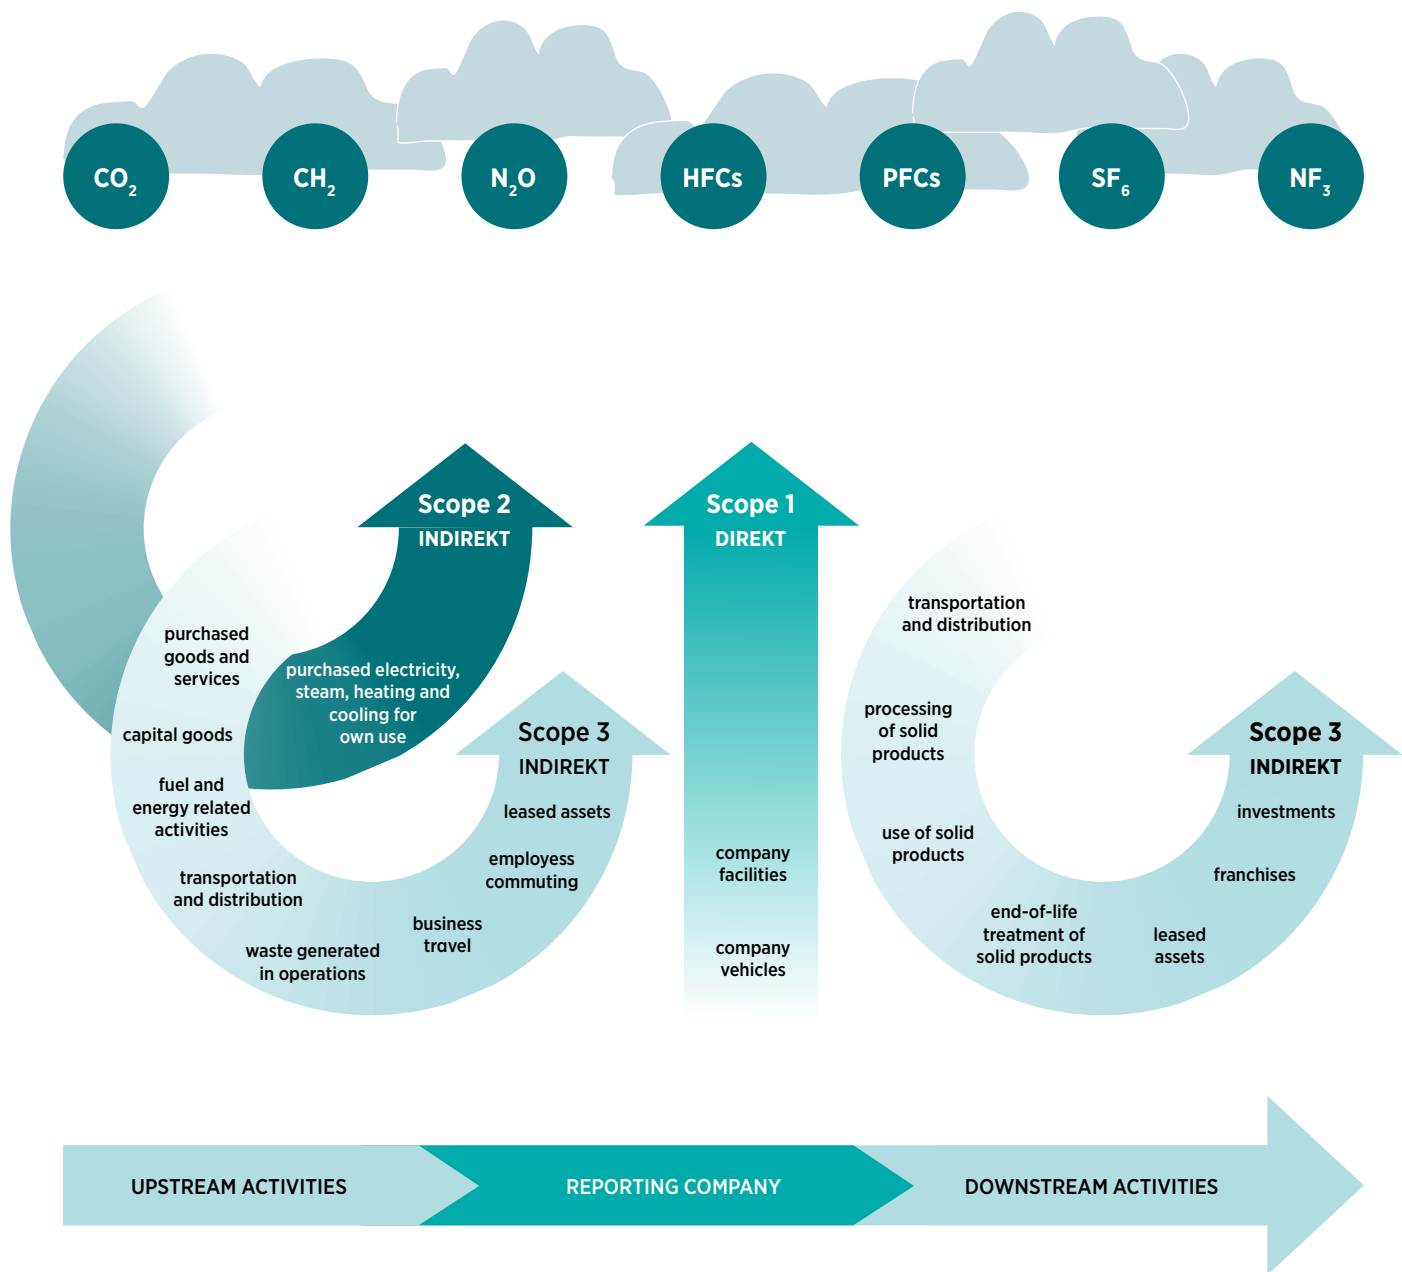 CO₂
CH₂
N₂O
HFCs
PFCs
SF₆
NF₃
Scope 2
INDIREKT
purchased electricity,
steam, heating and
cooling for
own use
purchased
goods and
services
capital goods
fuel and
energy related
activities
transportation
and distribution
waste generated
in operations
business
travel
employess
commuting
leased assets
Scope 3
INDIREKT
Scope 1
DIREKT
company
facilities
company
vehicles
transportation
and distribution
processing
of solid
products
use of solid
products
end-of-life
treatment of
solid products
leased
assets
franchises
investments
Scope 3
INDIREKT
UPSTREAM ACTIVITIES
REPORTING COMPANY
DOWNSTREAM ACTIVITIES